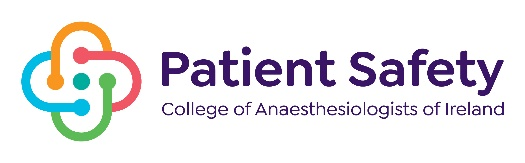 Patient Safety
College of Anaesthesiologists of Ireland